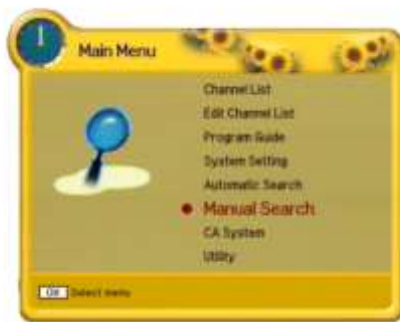 Main Menu
Channel List
Edit Channel List
Program Guide
System Setting
Automatic Search
Manual Search
CA System
Utility
OK Select menu